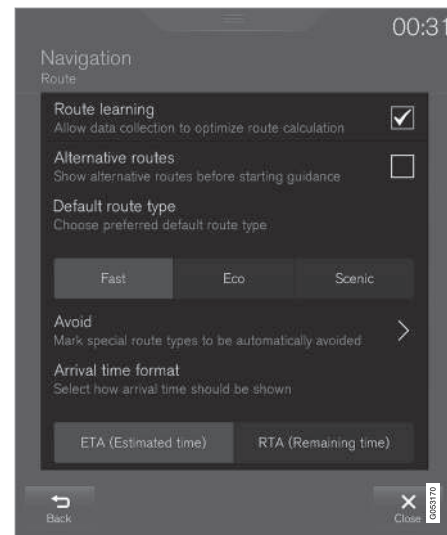 00:31
Navigation
Route
Route learning
Allow data collection to optimize route calculation
Alternative routes
Show alternative routes before starting guidance
Default route type
Choose preferred default route type
Fast Eco Scenic
Avoid
Mark special route types to be automatically avoided
Arrival time format
Select how arrival time should be shown
ETA (Estimated time) RTA (Remaining time)
Back Close
G053170